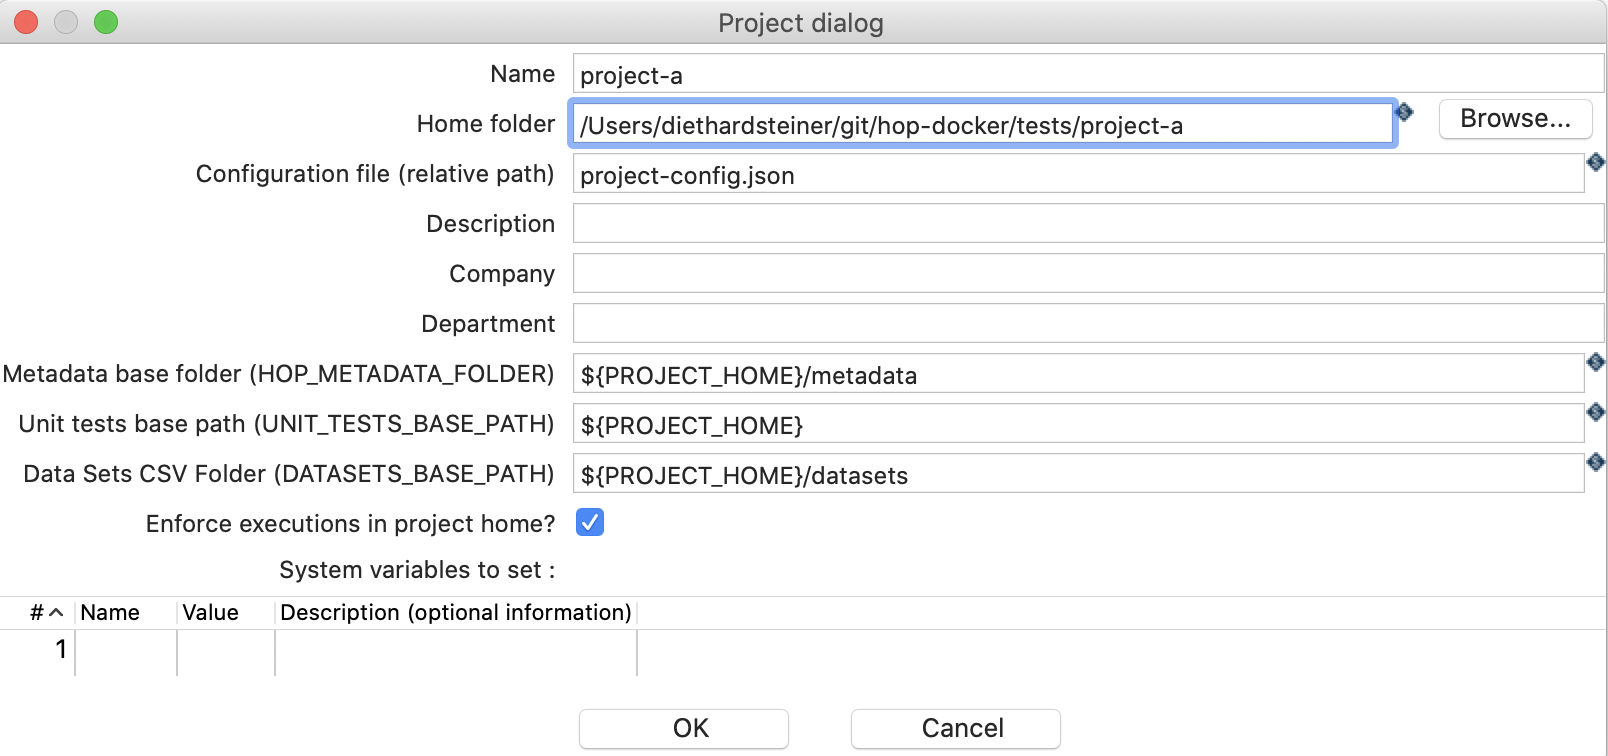 Project dialog
Name project-a
Home folder /Users/diethardsteiner/git/hop-docker/tests/project-a Browse...
Configuration file (relative path) project-config.json
Description
Company
Department
Metadata base folder (HOP_METADATA_FOLDER) ${PROJECT_HOME}/metadata
Unit tests base path (UNIT_TESTS_BASE_PATH) ${PROJECT_HOME}
Data Sets CSV Folder (DATASETS_BASE_PATH) ${PROJECT_HOME}/datasets
Enforce executions in project home?
System variables to set :
# Name Value Description (optional information)
1
OK Cancel